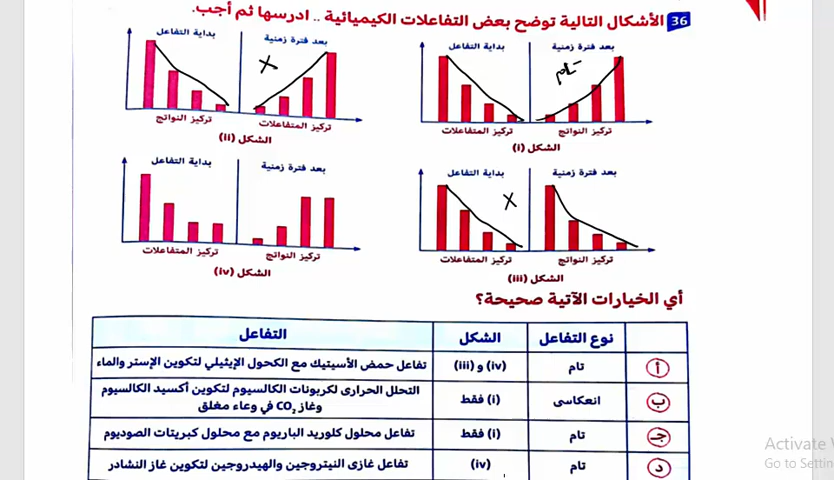 36 الأشكال التالية توضح بعض التفاعلات الكيميائية .. ادرسها ثم أجب.
بداية التفاعل
بعد فترة زمنية
تام
تركيز المتفاعلات
تركيز النواتج
الشكل (i)
بداية التفاعل
بعد فترة زمنية
تركيز النواتج
تركيز المتفاعلات
الشكل (ii)
بداية التفاعل
بعد فترة زمنية
تركيز المتفاعلات
تركيز النواتج
الشكل (iii)
بداية التفاعل
بعد فترة زمنية
تركيز المتفاعلات
تركيز النواتج
الشكل (iv)
أي الخيارات الآتية صحيحة؟
نوع التفاعل الشكل التفاعل
أ تام (iv) و (iii) تفاعل حمض الأسيتيك مع الكحول الإيثيلي لتكوين الإستر والماء
ب انعكاسى (i) فقط التحلل الحرارى لكربونات الكالسيوم لتكوين أكسيد الكالسيوم
وغاز CO₂ في وعاء مغلق
جـ تام (i) فقط تفاعل محلول كلوريد الباريوم مع محلول كبريتات الصوديوم
د تام (iv) تفاعل غازى النيتروجين والهيدروجين لتكوين غاز النشادر
Activate
Go to Settin